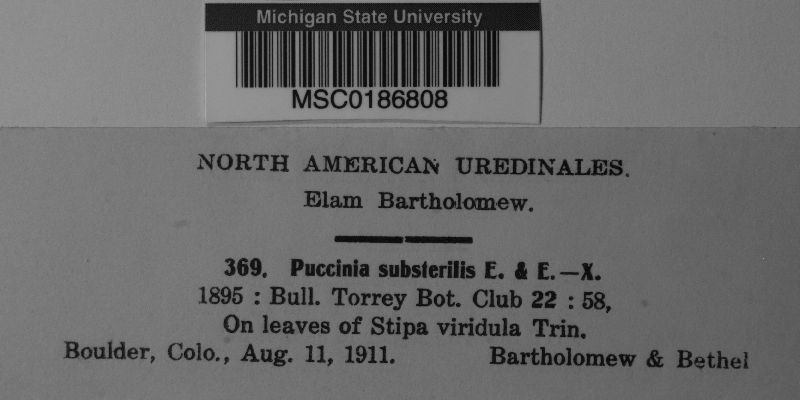 Michigan State University
MSC0186808
NORTH AMERICAN UREDINALES.
Elam Bartholomew.
369. Puccinia substerilis E. & E.—X.
1895 : Bull. Torrey Bot. Club 22 : 58,
On leaves of Stipa viridula Trin.
Boulder, Colo., Aug. 11, 1911. Bartholomew & Bethel